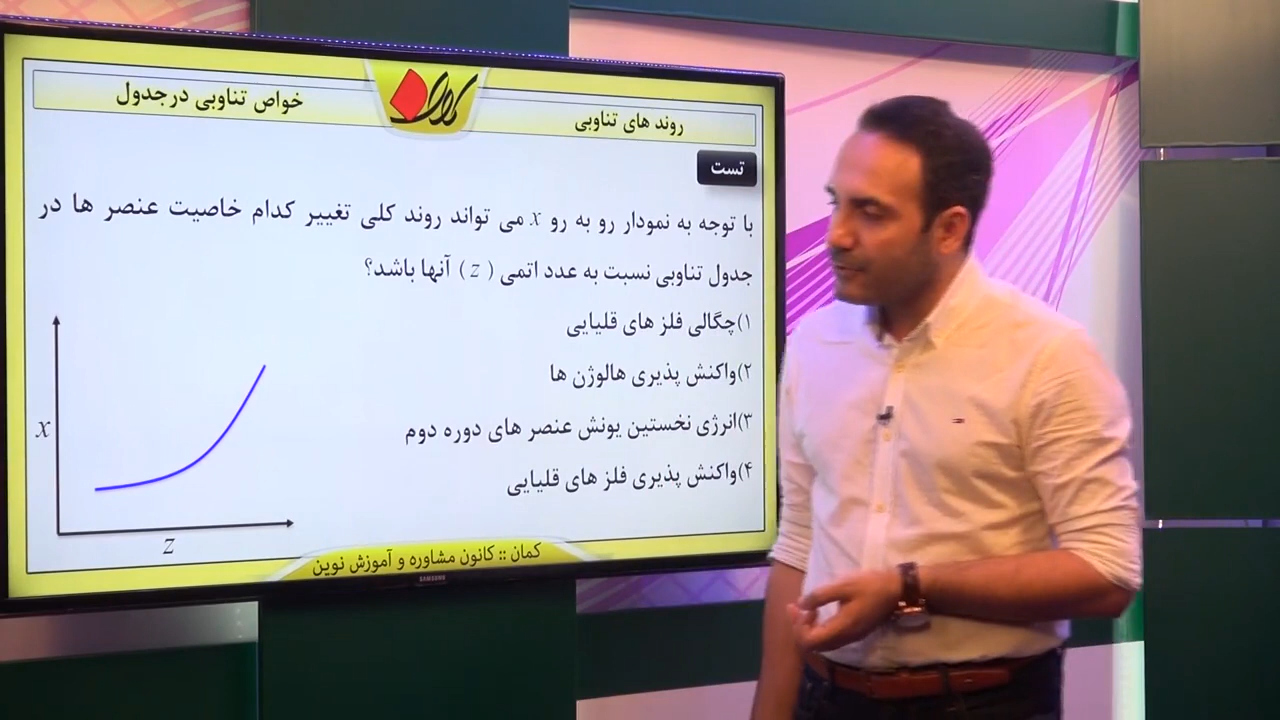 روند های تناوبی
کمان
خواص تناوبی در جدول
تست
با توجه به نمودار رو به رو x می تواند روند کلی تغییر کدام خاصیت عنصر ها در
جدول تناوبی نسبت به عدد اتمی ( z ) آنها باشد؟
۱)چگالی فلز های قلیایی
۲)واکنش پذیری هالوژن ها
۳)انرژی نخستین یونش عنصر های دوره دوم
۴)واکنش پذیری فلز های قلیایی
x
z
کمان :: کانون مشاوره و آموزش نوین
SAMSUNG